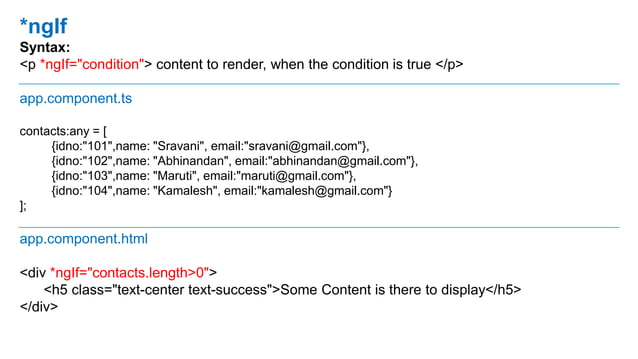 *ngIf
Syntax:
<p *ngIf="condition"> content to render, when the condition is true </p>
app.component.ts
contacts:any = [
{idno:"101",name: "Sravani", email:"sravani@gmail.com"},
{idno:"102",name: "Abhinandan", email:"abhinandan@gmail.com"},
{idno:"103",name: "Maruti", email:"maruti@gmail.com"},
{idno:"104",name: "Kamalesh", email:"kamalesh@gmail.com"}
];
app.component.html
<div *ngIf="contacts.length>0">
<h5 class="text-center text-success">Some Content is there to display</h5>
</div>